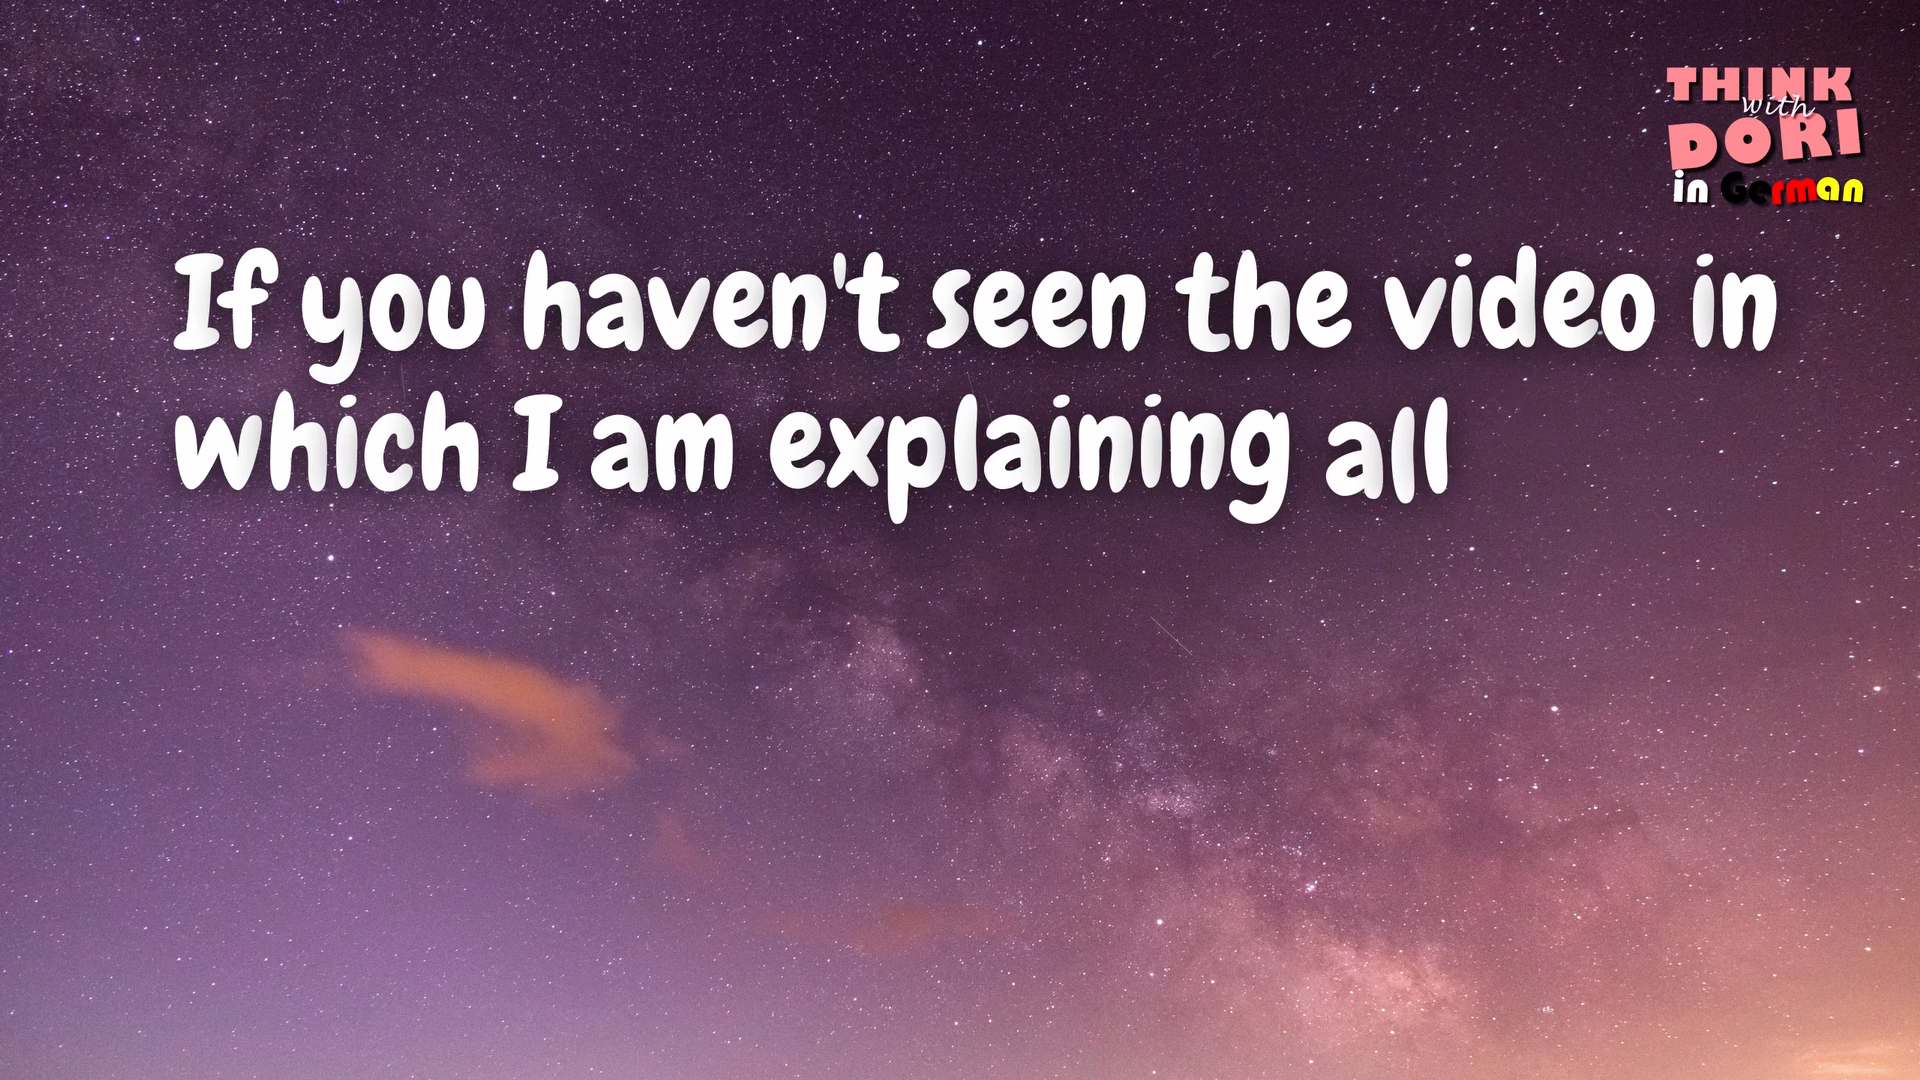 THINK
with
DORI
in German
If you haven't seen the video in
which I am explaining all